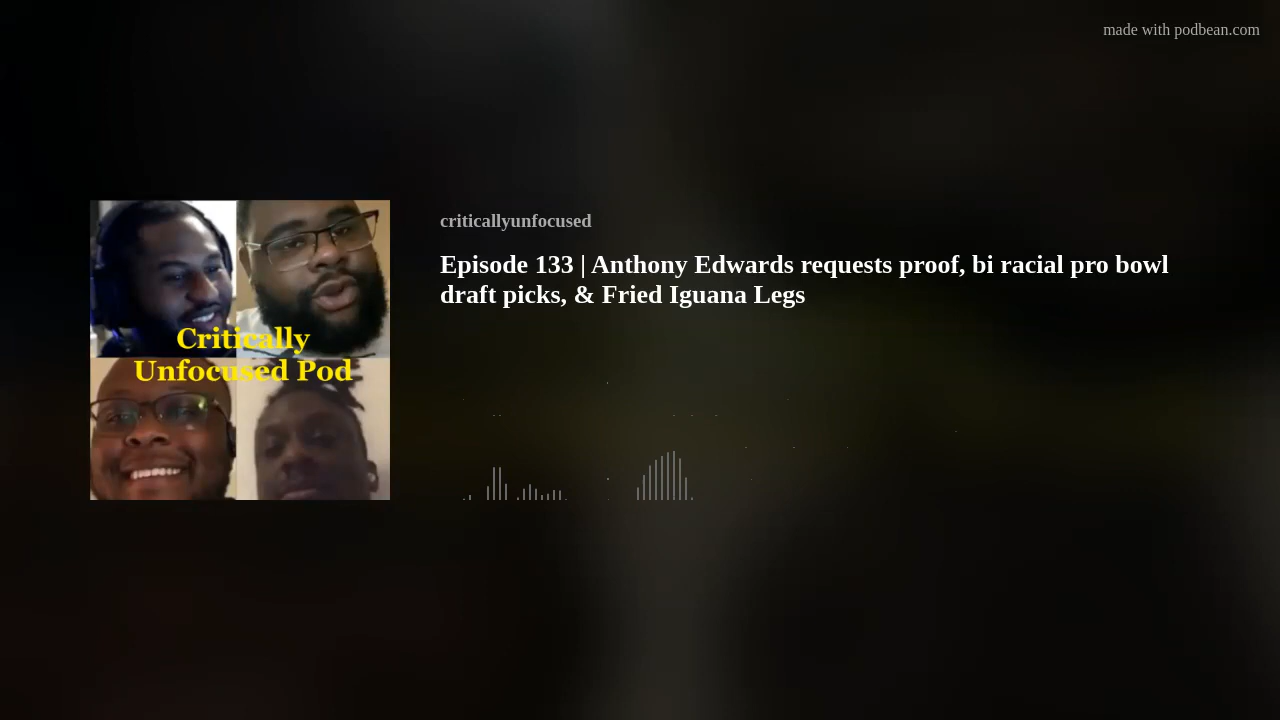 made with podbean.com
criticallyunfocused
Episode 133 | Anthony Edwards requests proof, bi racial pro bowl
draft picks, & Fried Iguana Legs
Critically
Unfocused Pod